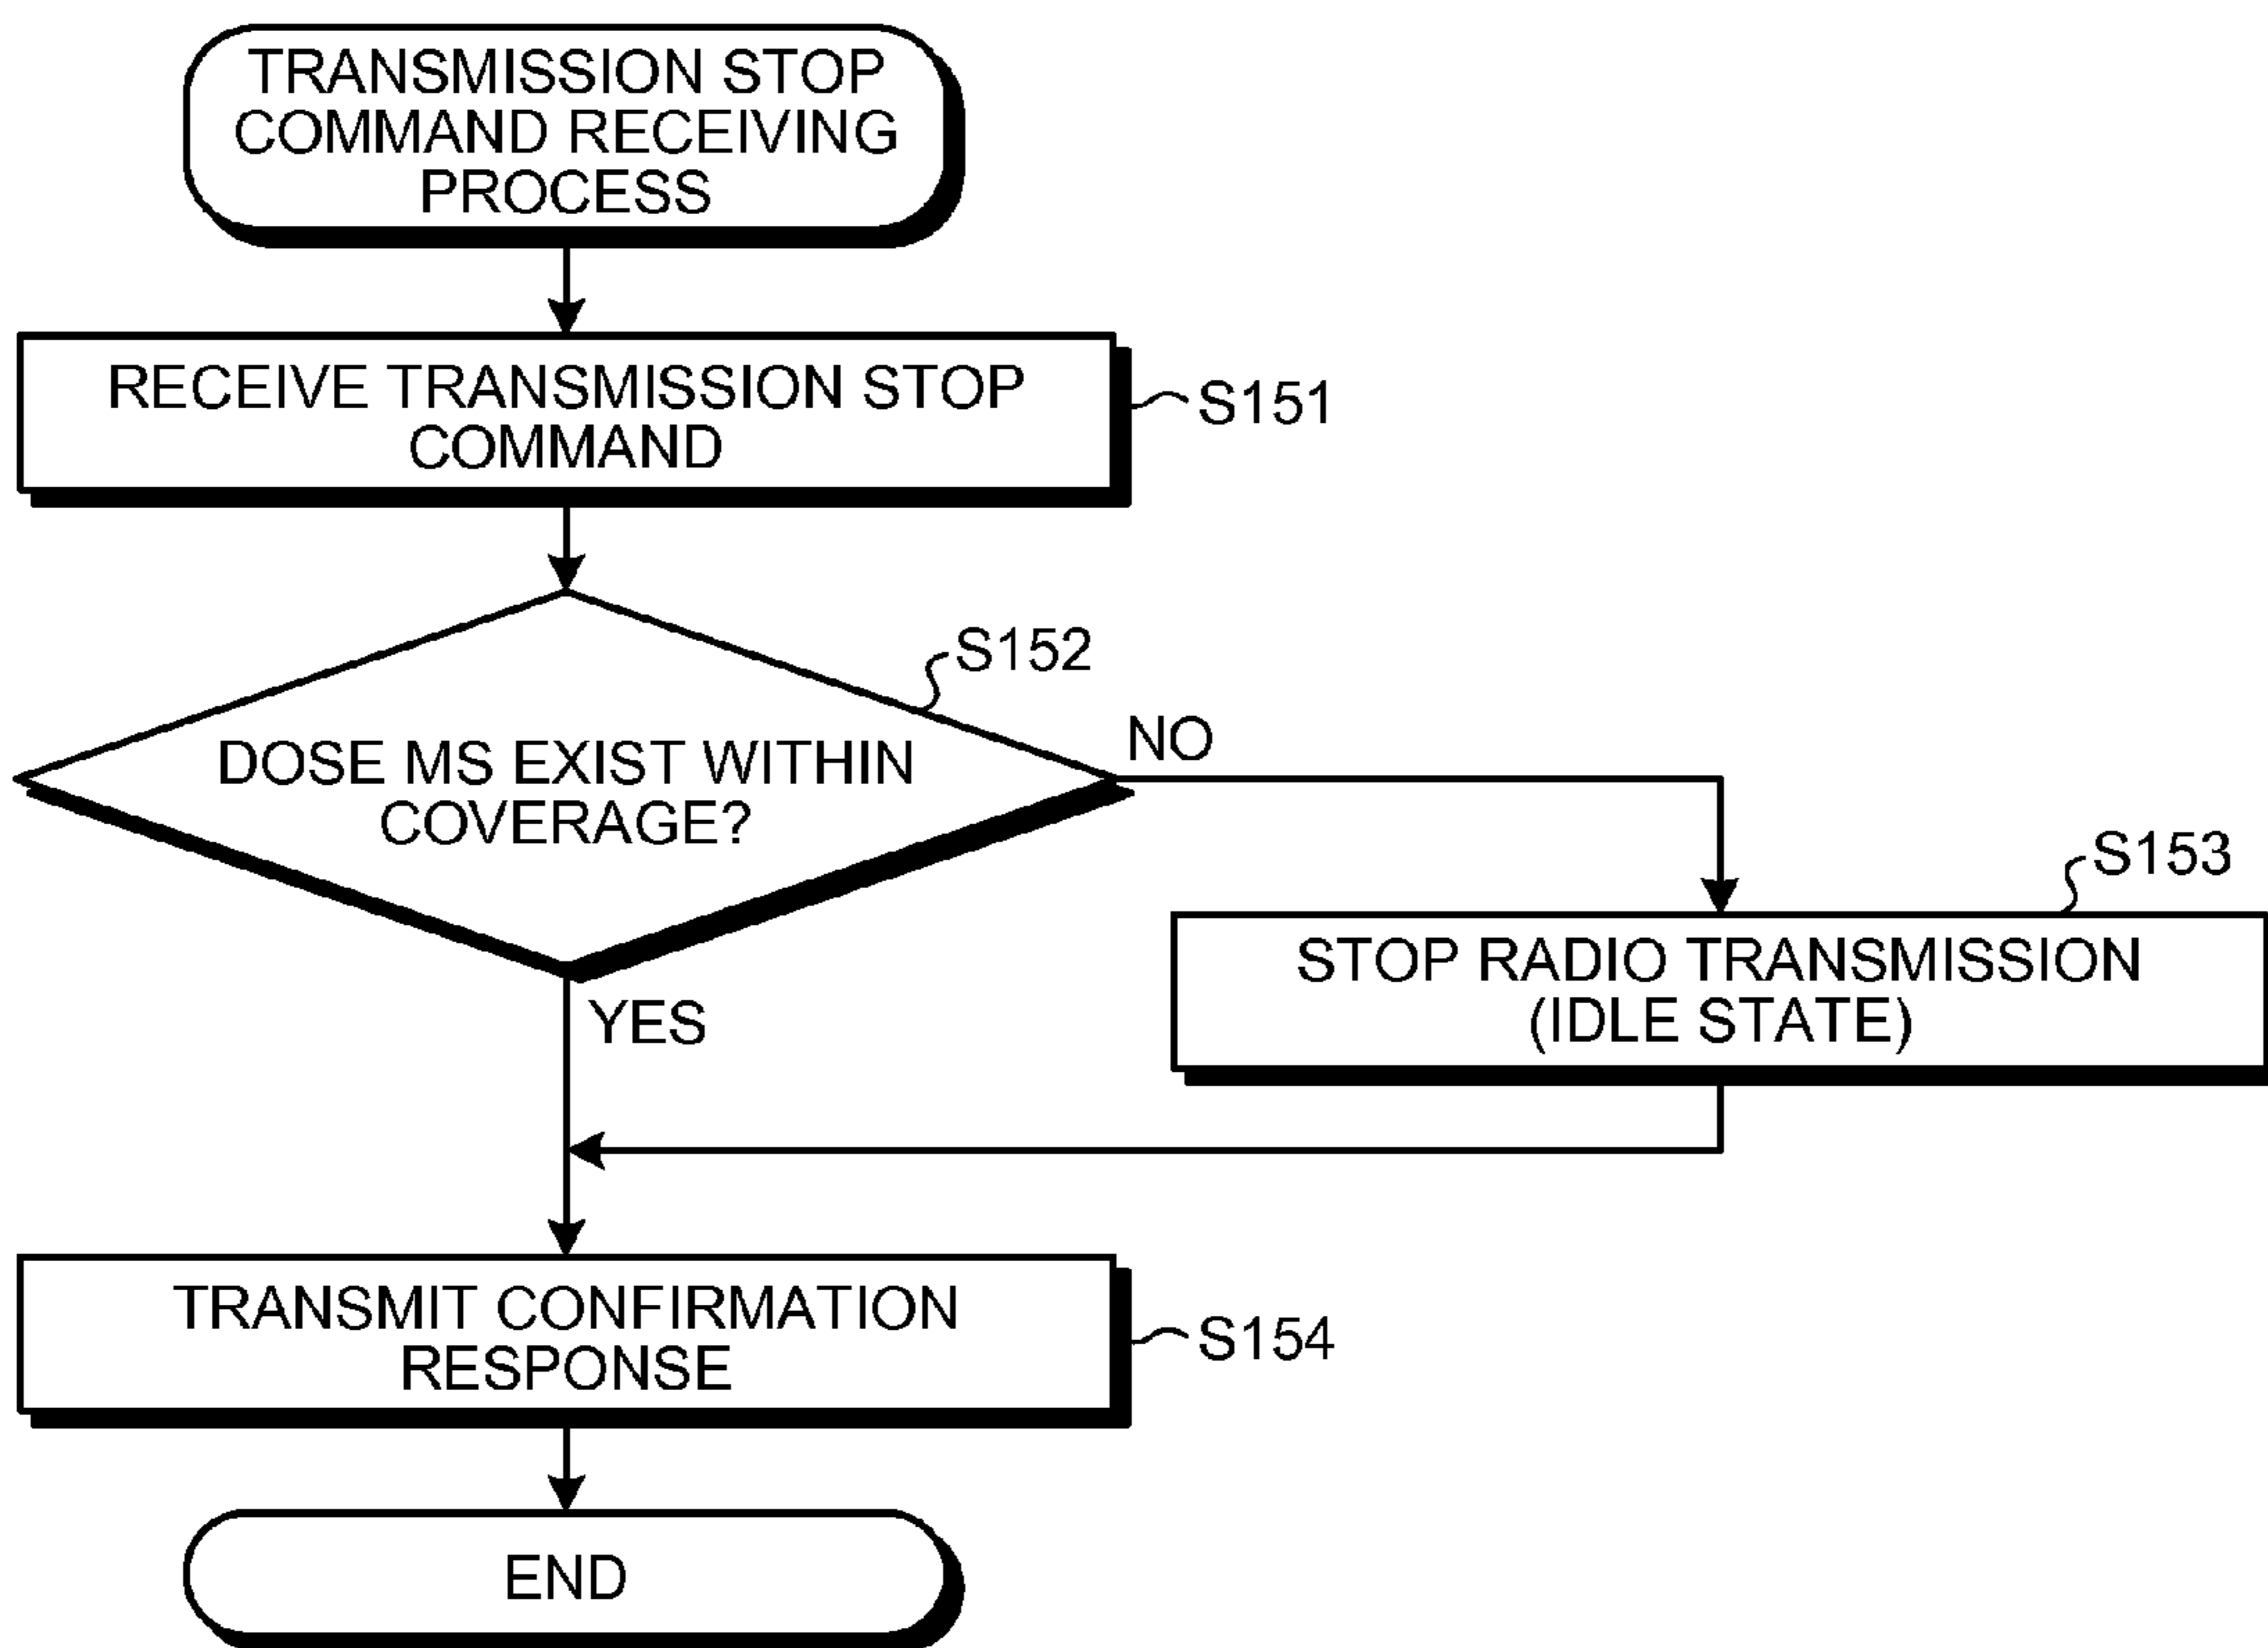 TRANSMISSION STOP
COMMAND RECEIVING
PROCESS
RECEIVE TRANSMISSION STOP
COMMAND
S151
S152
DOSE MS EXIST WITHIN
COVERAGE?
NO
YES
S153
STOP RADIO TRANSMISSION
(IDLE STATE)
TRANSMIT CONFIRMATION
RESPONSE
S154
END